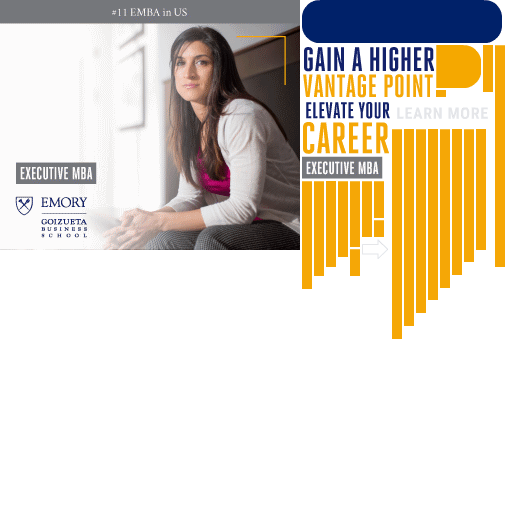 #11 EMBA in US
EXECUTIVE MBA
EMORY
GOIZUETA
BUSINESS
SCHOOL
GAIN A HIGHER
VANTAGE POINT
ELEVATE YOUR
CAREER
EXECUTIVE MBA
LEARN MORE